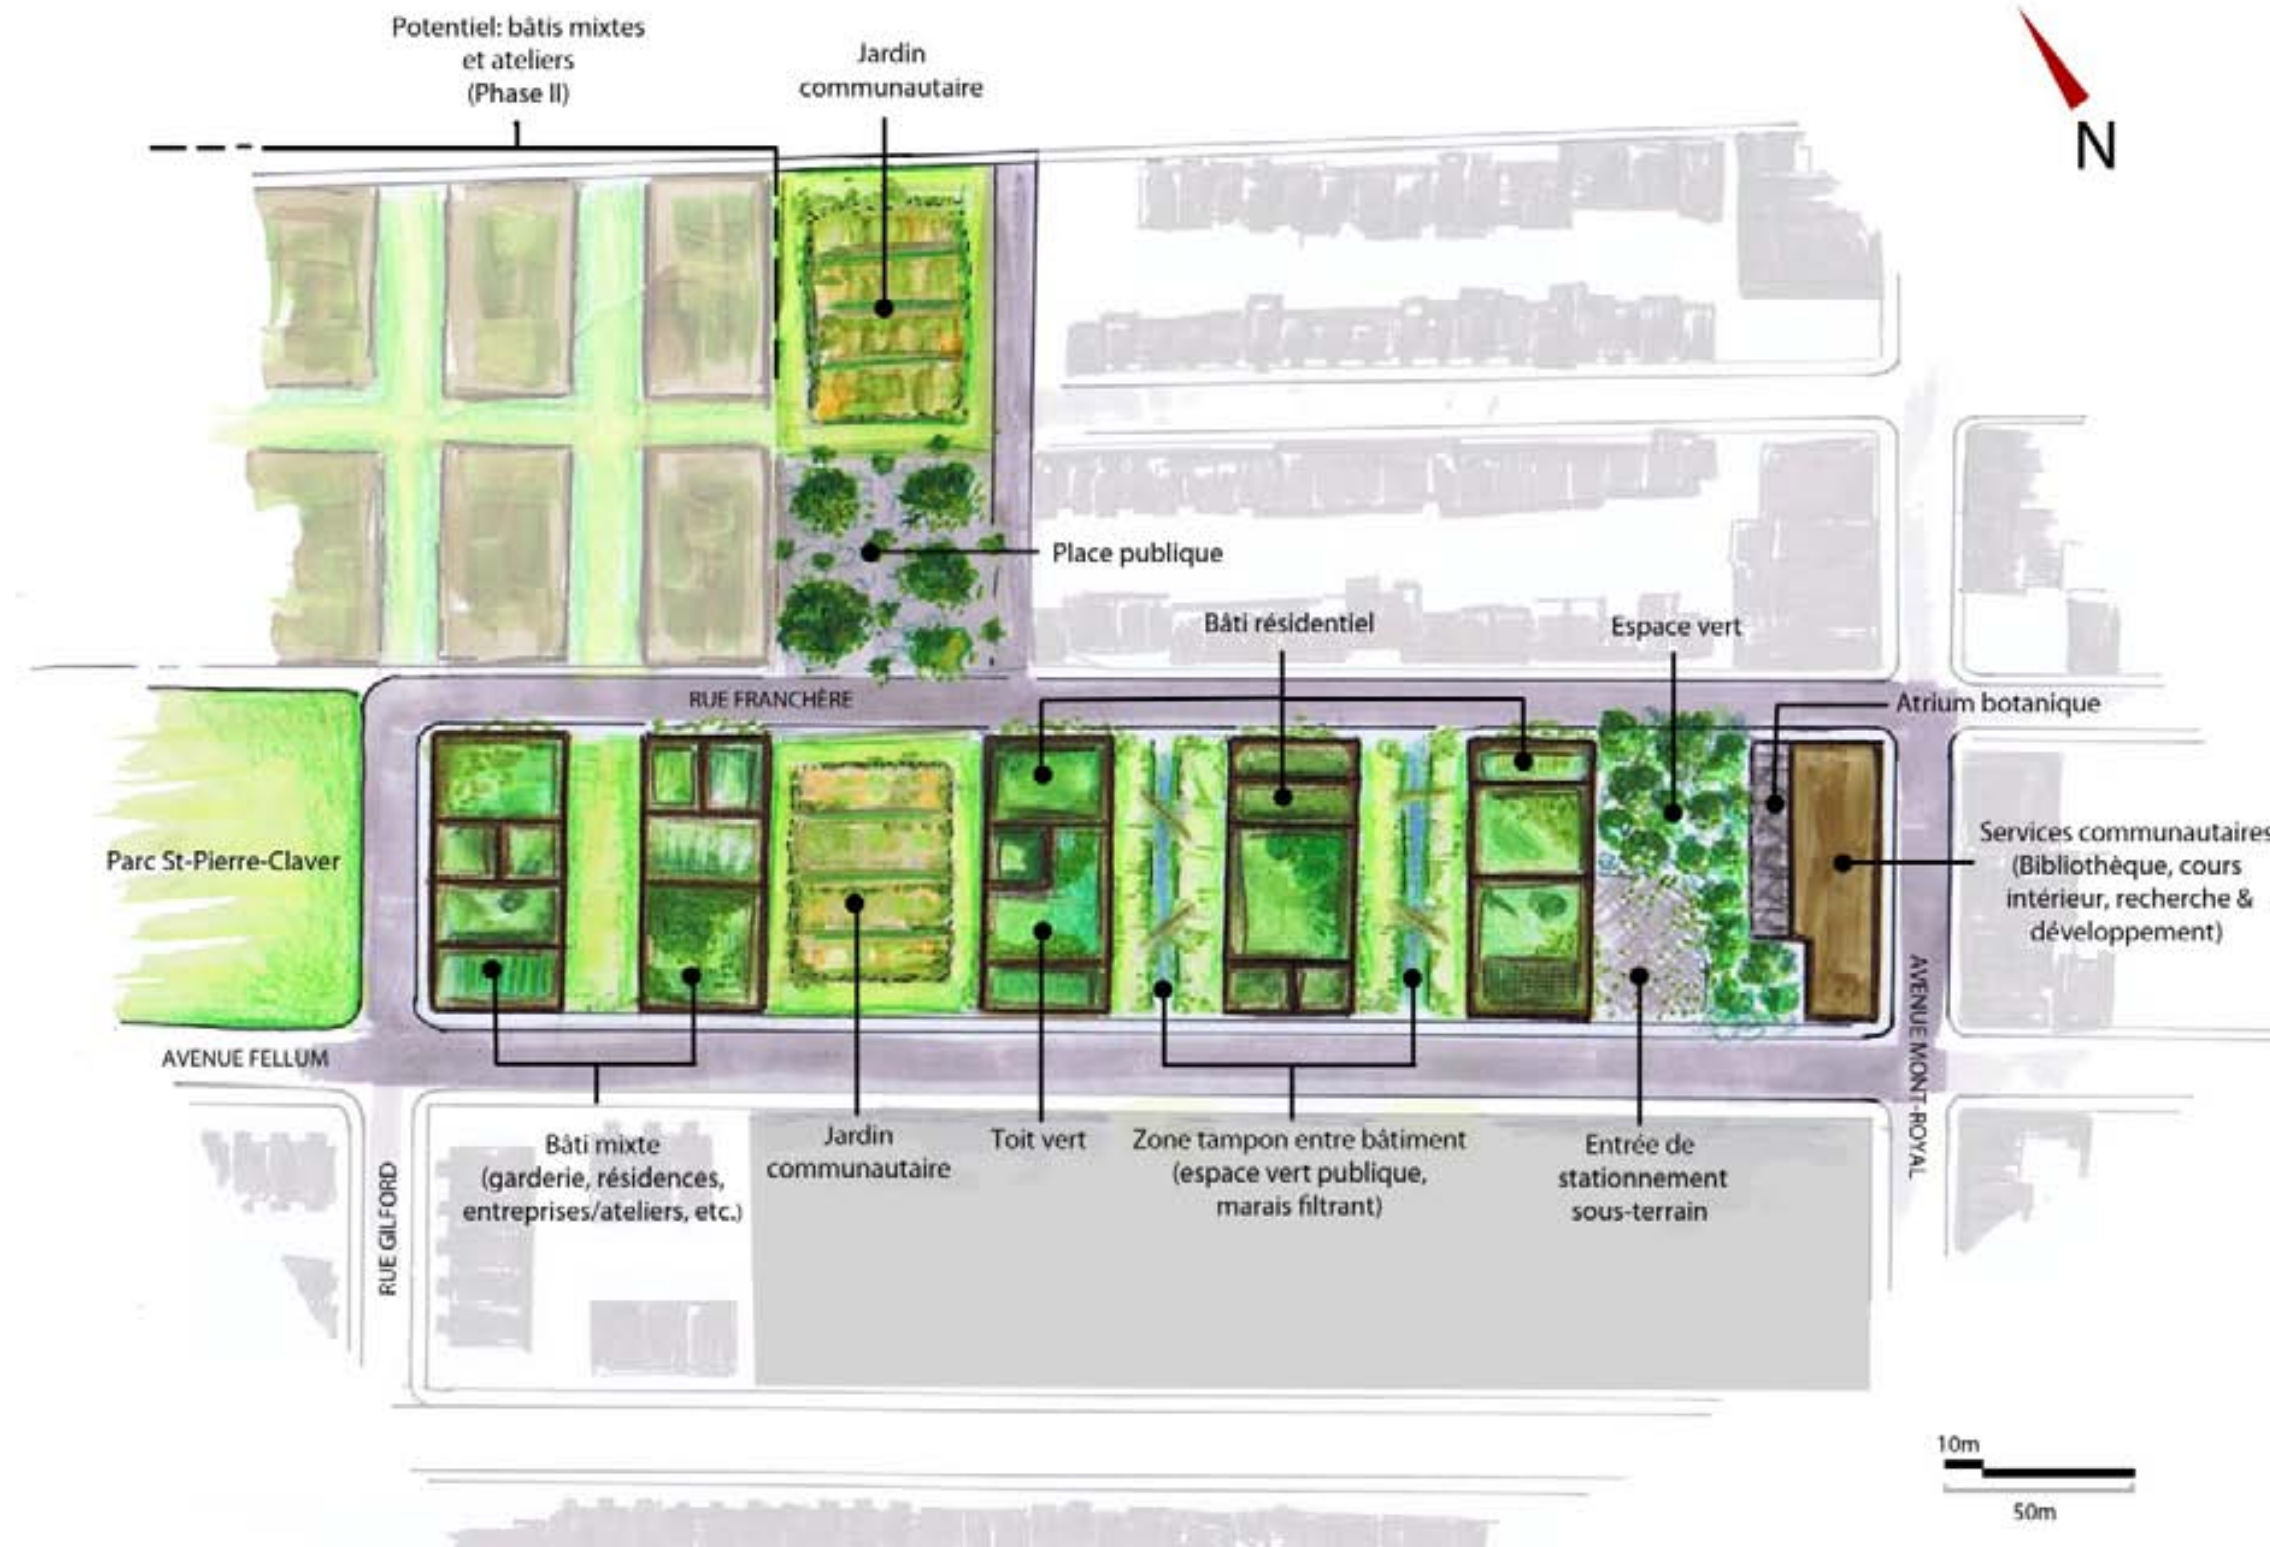 Potentiel: bâtis mixtes
et ateliers
(Phase II)
Jardin
communautaire
N
Place publique
Bâti résidentiel
Espace vert
RUE FRANCHÈRE
Atrium botanique
Parc St-Pierre-Claver
Services communautaires
(Bibliothèque, cours
intérieur, recherche &
développement)
AVENUE FELLUM
AVENUE MONT-ROYAL
RUE GILFORD
Bâti mixte
(garderie, résidences,
entreprises/ateliers, etc.)
Jardin
communautaire
Toit vert
Zone tampon entre bâtiment
(espace vert publique,
marais filtrant)
Entrée de
stationnement
sous-terrain
10m
50m